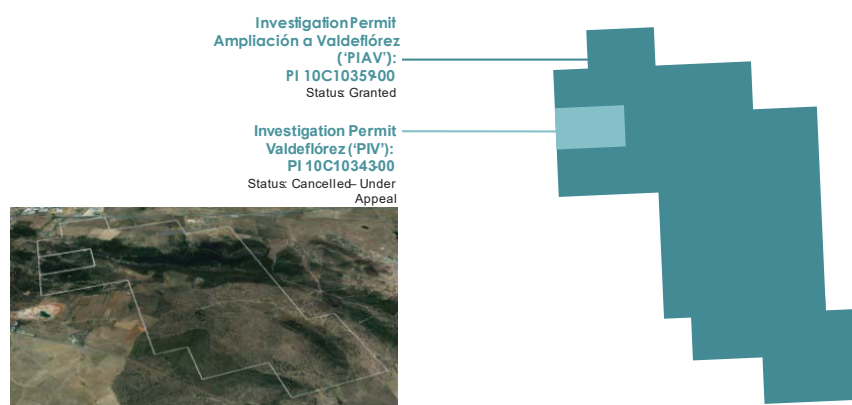 Investigation Permit
Ampliación a Valdeflórez
('PIAV'):
PI 10C10359-00
Status: Granted
Investigation Permit
Valdeflórez ('PIV'):
PI 10C10343-00
Status: Cancelled– Under
Appeal